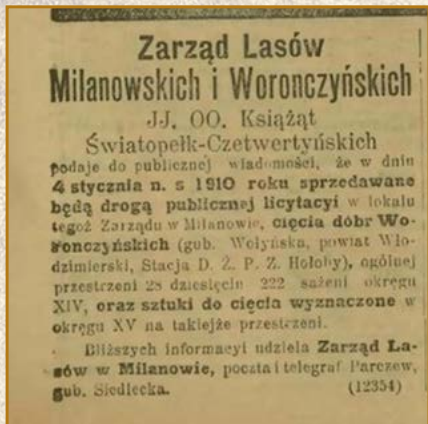 Zarząd Lasów
Milanowskich i Woronczyńskich
JJ. OO. Książąt
Światopełk-Czetwertyńskich
podaje do publicznej wiadomości, że w dniu
4 stycznia n. s 1910 roku sprzedawane
będą drogą publicznej licytacyi w lokalu
tegoż Zarządu w Milanowie, cięcia dóbr Wo-
ronczyńskich (gub. Wołyńska, powiat Wło-
dzimierski, Stacja D. Ż. P. Z. Hołoby), ogólnej
przestrzeni 28 dziesięcin 222 sażeni okręgu
XIV, oraz sztuki do cięcia wyznaczone w
okręgu XV na takiejże przestrzeni.
Bliższych informacyi udziela Zarząd La-
sów w Milanowie, poczta i telegraf Parczew,
gub. Siedlecka. (12354)